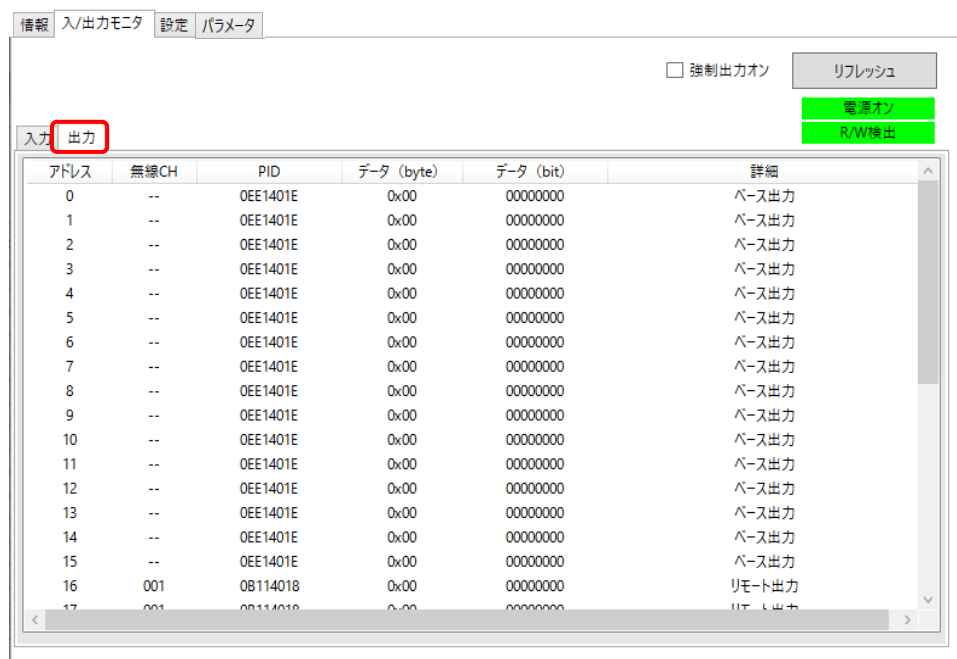 情報 入/出力モニタ 設定 パラメータ
強制出力オン リフレッシュ
電源オン
R/W検出
入力 出力
アドレス 無線CH PID データ (byte) データ (bit) 詳細
0 -- 0EE1401E 0x00 00000000 ベース出力
1 -- 0EE1401E 0x00 00000000 ベース出力
2 -- 0EE1401E 0x00 00000000 ベース出力
3 -- 0EE1401E 0x00 00000000 ベース出力
4 -- 0EE1401E 0x00 00000000 ベース出力
5 -- 0EE1401E 0x00 00000000 ベース出力
6 -- 0EE1401E 0x00 00000000 ベース出力
7 -- 0EE1401E 0x00 00000000 ベース出力
8 -- 0EE1401E 0x00 00000000 ベース出力
9 -- 0EE1401E 0x00 00000000 ベース出力
10 -- 0EE1401E 0x00 00000000 ベース出力
11 -- 0EE1401E 0x00 00000000 ベース出力
12 -- 0EE1401E 0x00 00000000 ベース出力
13 -- 0EE1401E 0x00 00000000 ベース出力
14 -- 0EE1401E 0x00 00000000 ベース出力
15 -- 0EE1401E 0x00 00000000 ベース出力
16 001 0B114018 0x00 00000000 リモート出力
17 001 0B114018 0x00 00000000 リモート出力